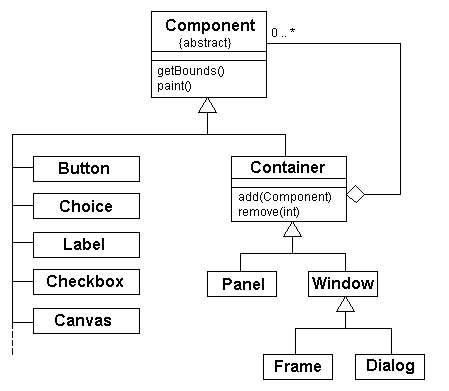 Component
{abstract}
0 .. *
getBounds()
paint()
Button
Container
Choice
add(Component)
remove(int)
Label
Checkbox
Panel
Window
Canvas
Frame
Dialog